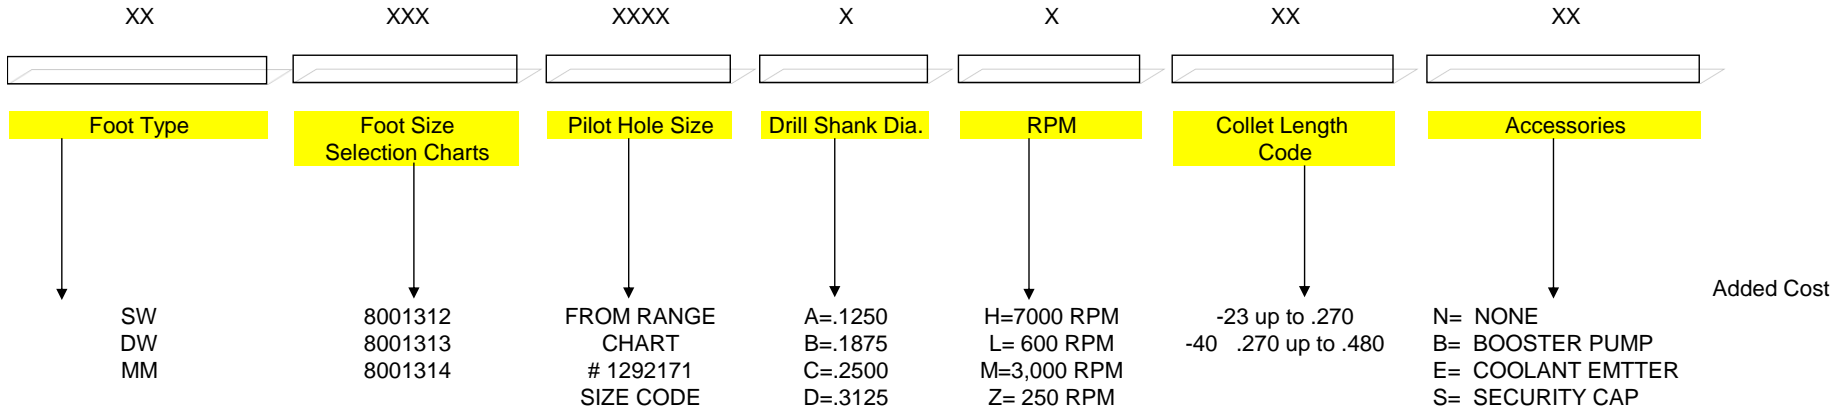 XX XXX XXXX X X XX XX
Foot Type Foot Size Pilot Hole Size Drill Shank Dia. RPM Collet Length Accessories
Selection Charts Code
Added Cost
SW 8001312 FROM RANGE A=.1250 H=7000 RPM -23 up to .270 N= NONE
DW 8001313 CHART B=.1875 L= 600 RPM -40 .270 up to .480 B= BOOSTER PUMP
MM 8001314 # 1292171 C=.2500 M=3,000 RPM E= COOLANT EMTTER
SIZE CODE D=.3125 Z= 250 RPM S= SECURITY CAP